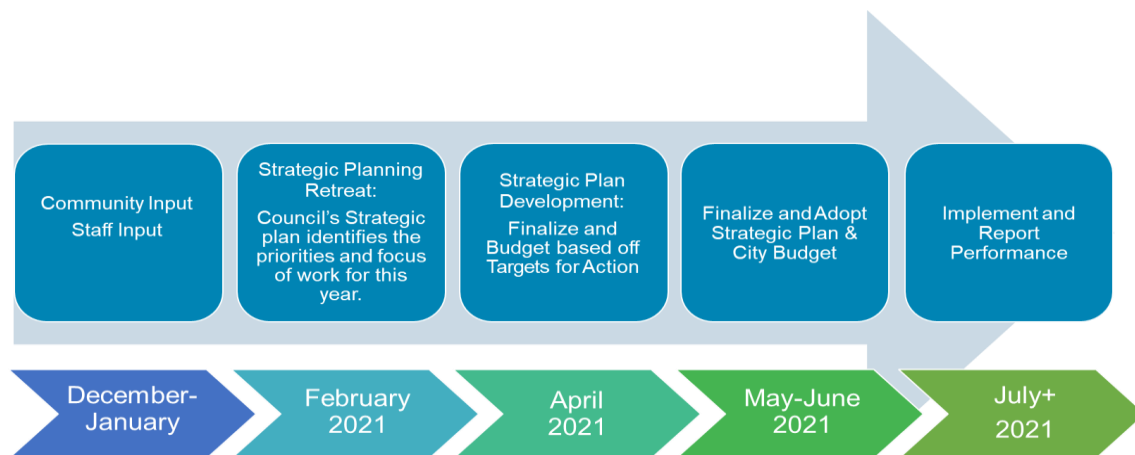 Community Input
Staff Input
Strategic Planning
Retreat:
Council's Strategic
plan identifies the
priorities and focus
of work for this
year.
Strategic Plan
Development:
Finalize and
Budget based off
Targets for Action
Finalize and Adopt
Strategic Plan &
City Budget
Implement and
Report
Performance
December-
January
February
2021
April
2021
May-June
2021
July+
2021